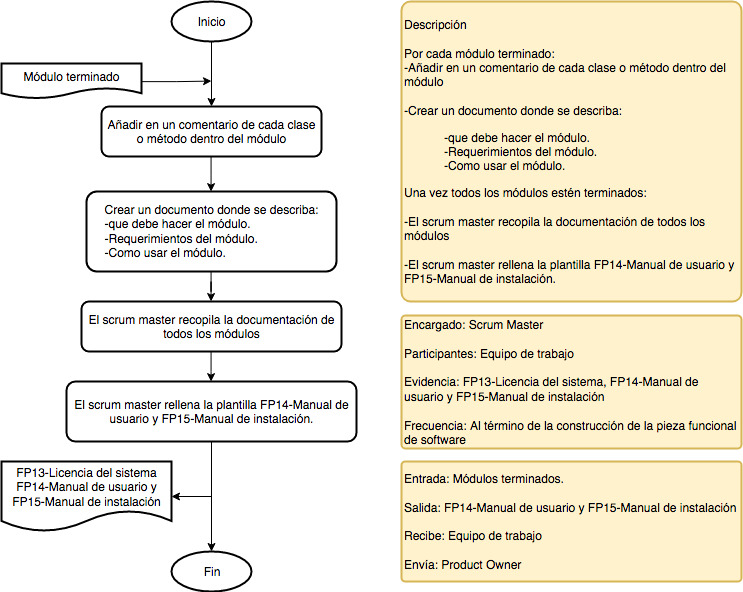 Inicio
Módulo terminado
Añadir en un comentario de cada clase
o método dentro del módulo
Crear un documento donde se describa:
-que debe hacer el módulo.
-Requerimientos del módulo.
-Como usar el módulo.
El scrum master recopila la documentación de
todos los módulos
El scrum master rellena la plantilla FP14-Manual de
usuario y FP15-Manual de instalación.
FP13-Licencia del sistema
FP14-Manual de usuario y
FP15-Manual de instalación
Fin
Descripción
Por cada módulo terminado:
-Añadir en un comentario de cada clase o método dentro del
módulo
-Crear un documento donde se describa:
-que debe hacer el módulo.
-Requerimientos del módulo.
-Como usar el módulo.
Una vez todos los módulos estén terminados:
-El scrum master recopila la documentación de todos los
módulos
-El scrum master rellena la plantilla FP14-Manual de usuario y
FP15-Manual de instalación.
Encargado: Scrum Master
Participantes: Equipo de trabajo
Evidencia: FP13-Licencia del sistema, FP14-Manual de
usuario y FP15-Manual de instalación
Frecuencia: Al término de la construcción de la pieza funcional
de software
Entrada: Módulos terminados.
Salida: FP14-Manual de usuario y FP15-Manual de instalación
Recibe: Equipo de trabajo
Envía: Product Owner